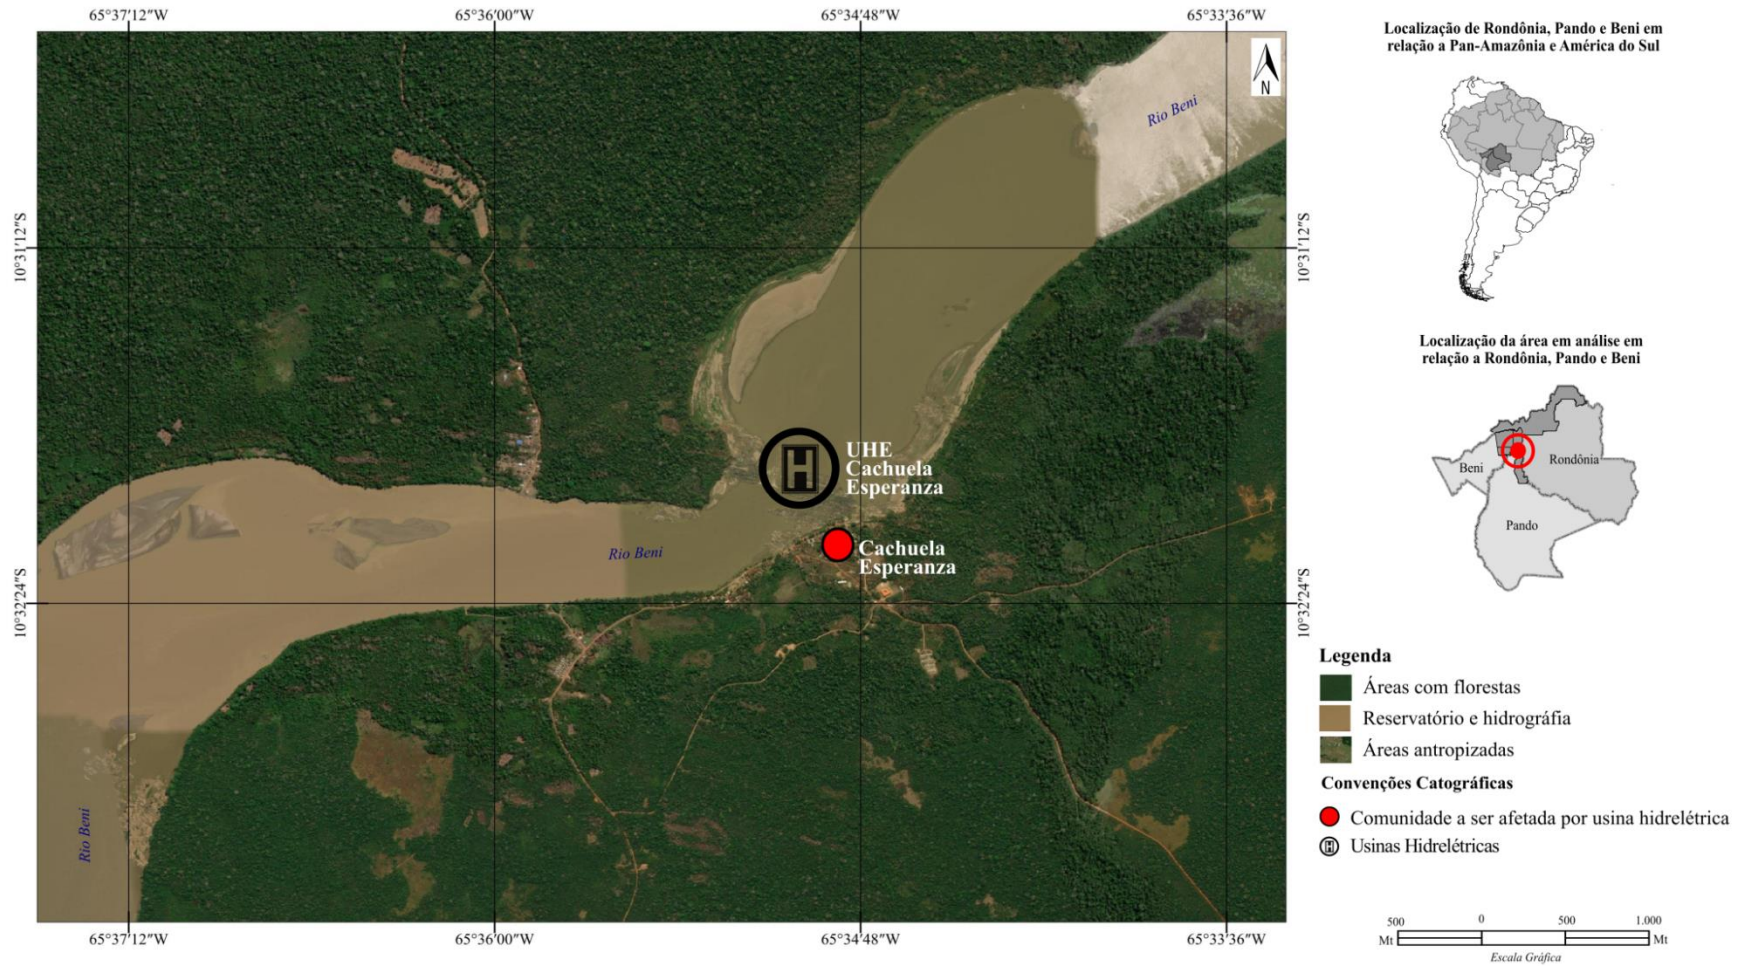 65°37'12"W
65°36'00"W
65°34'48"W
65°33'36"W
10°31'12"S
10°31'12"S
10°32'24"S
10°32'24"S
N
Rio Beni
UHE
Cachuela
Esperanza
Rio Beni
Cachuela
Esperanza
Rio Beni
65°37'12"W
65°36'00"W
65°34'48"W
65°33'36"W
Localização de Rondônia, Pando e Beni em
relação a Pan-Amazônia e América do Sul
Localização da área em análise em
relação a Rondônia, Pando e Beni
Beni
Rondônia
Pando
Legenda
Áreas com florestas
Reservatório e hidrográfia
Áreas antropizadas
Convenções Catográficas
Comunidade a ser afetada por usina hidrelétrica
H
Usinas Hidrelétricas
500
0
500
1.000
Mt
Mt
Escala Gráfica